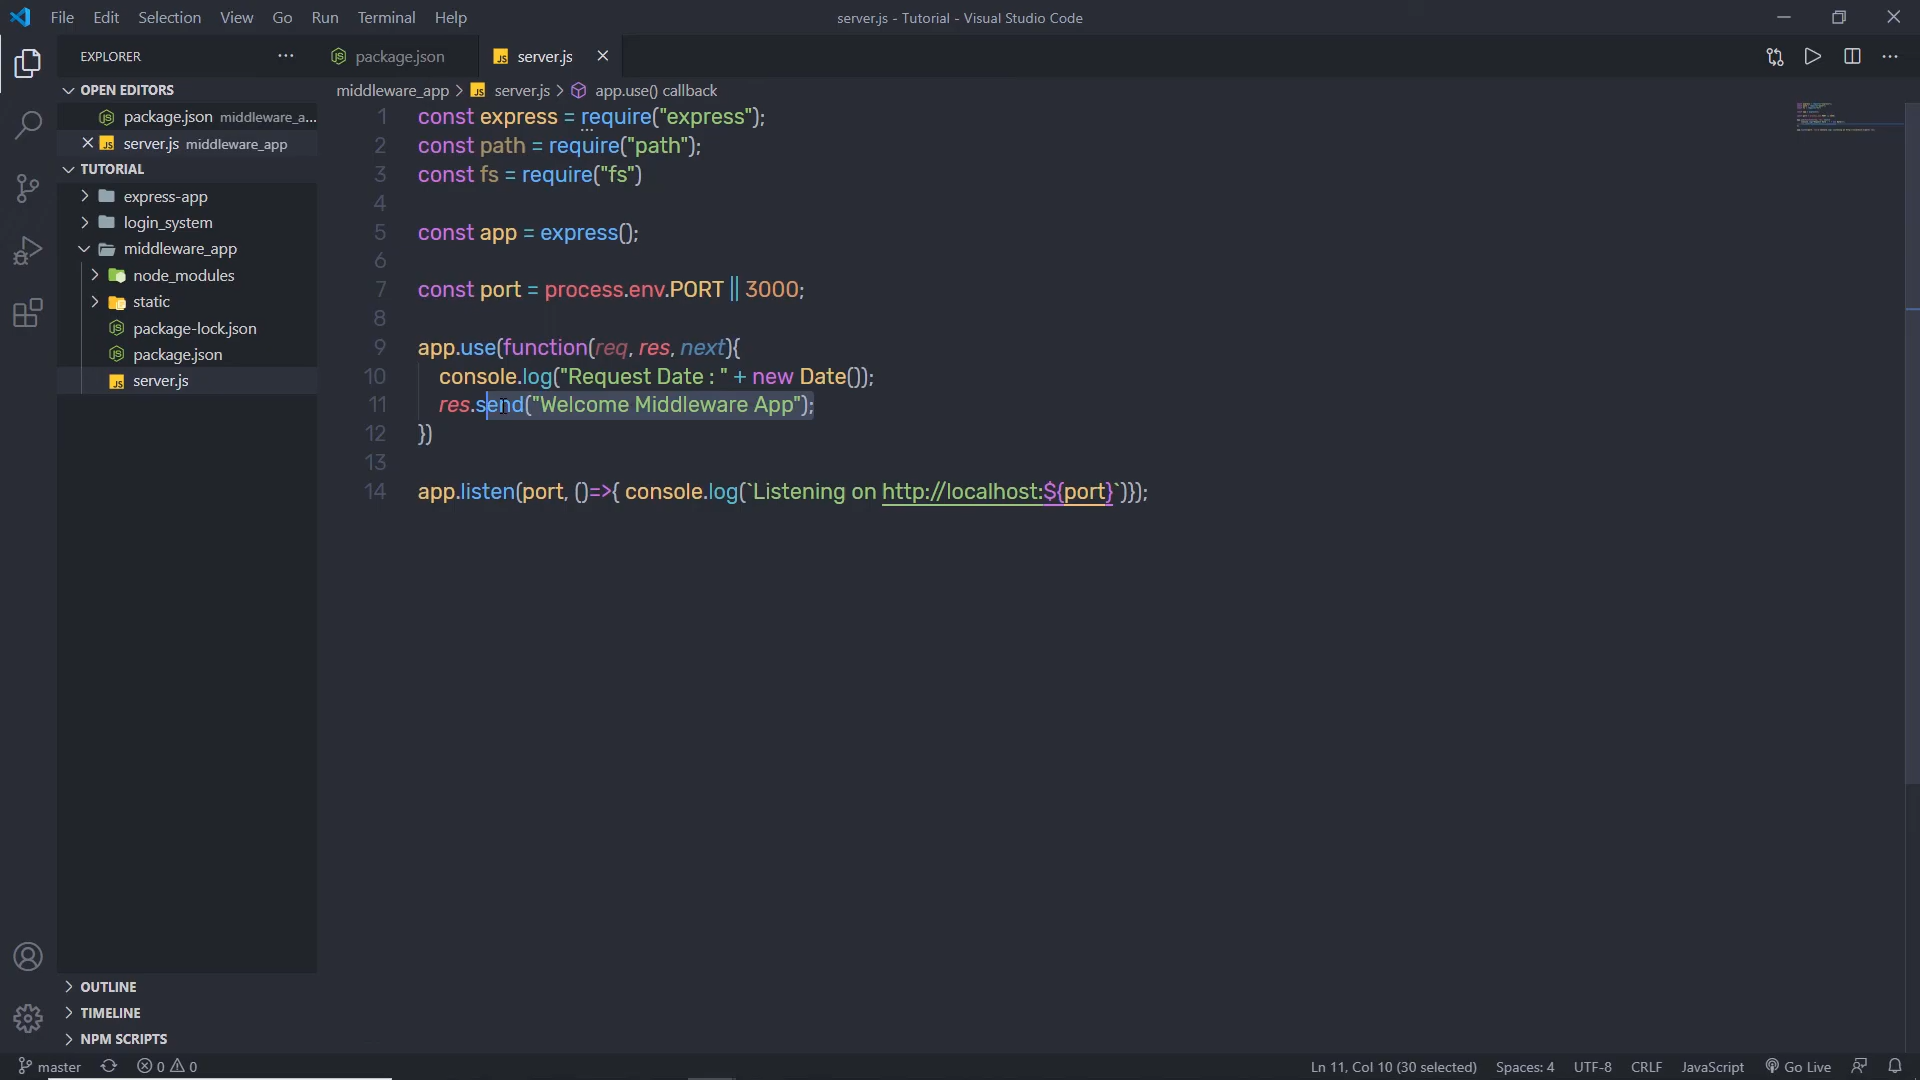 File Edit Selection View Go Run Terminal Help
server.js - Tutorial - Visual Studio Code
EXPLORER
package.json
server.js
OPEN EDITORS
package.json middleware_a...
server.js middleware_app
TUTORIAL
express-app
login_system
middleware_app
node_modules
static
package-lock.json
package.json
server.js
OUTLINE
TIMELINE
NPM SCRIPTS
middleware_app > server.js > app.use() callback
1 const express = require("express");
2 const path = require("path");
3 const fs = require("fs")
4
5 const app = express();
6
7 const port = process.env.PORT || 3000;
8
9 app.use(function(req, res, next){
10 console.log("Request Date : " + new Date());
11 res.send("Welcome Middleware App");
12 })
13
14 app.listen(port, ()=>{ console.log(`Listening on http://localhost:${port}`)});
master 0 0 Ln 11, Col 10 (30 selected) Spaces: 4 UTF-8 CRLF JavaScript Go Live